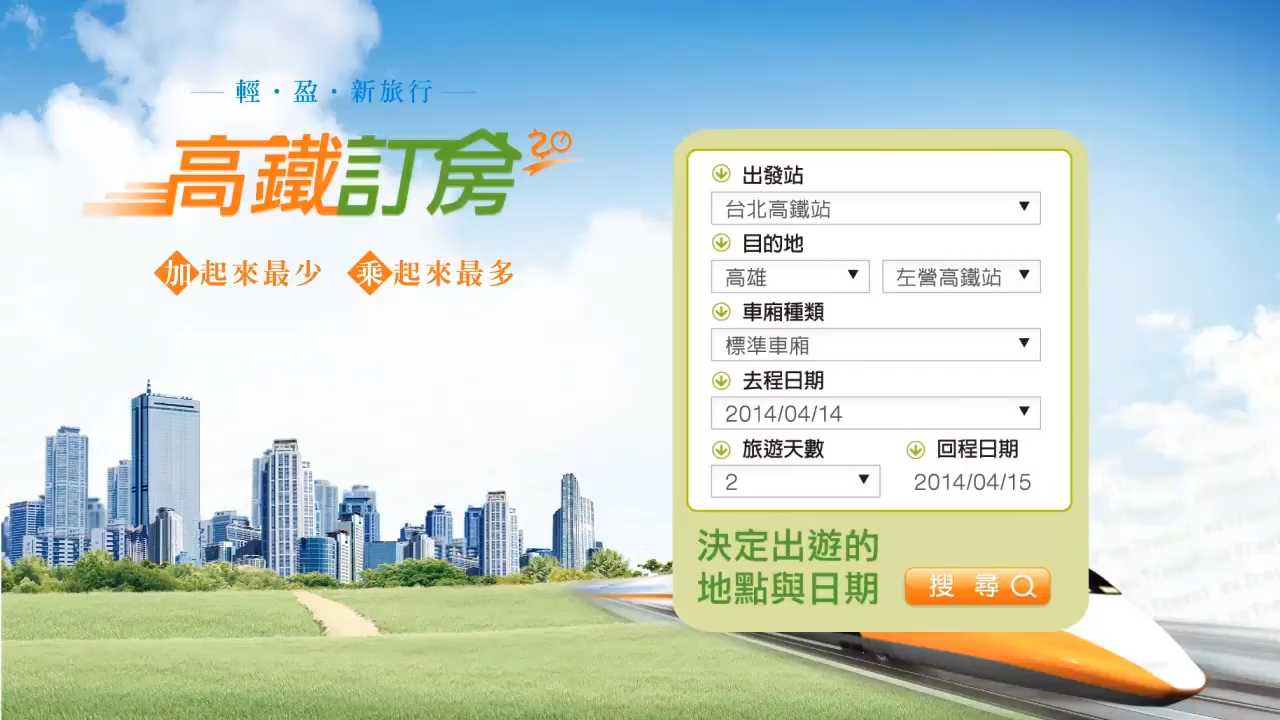 輕・盈・新旅行
高鐵訂房2.0
加起來最少 乘起來最多
出發站
台北高鐵站
目的地
高雄 左營高鐵站
車廂種類
標準車廂
去程日期
2014/04/14
旅遊天數 回程日期
2 2014/04/15
決定出遊的
地點與日期
搜 尋